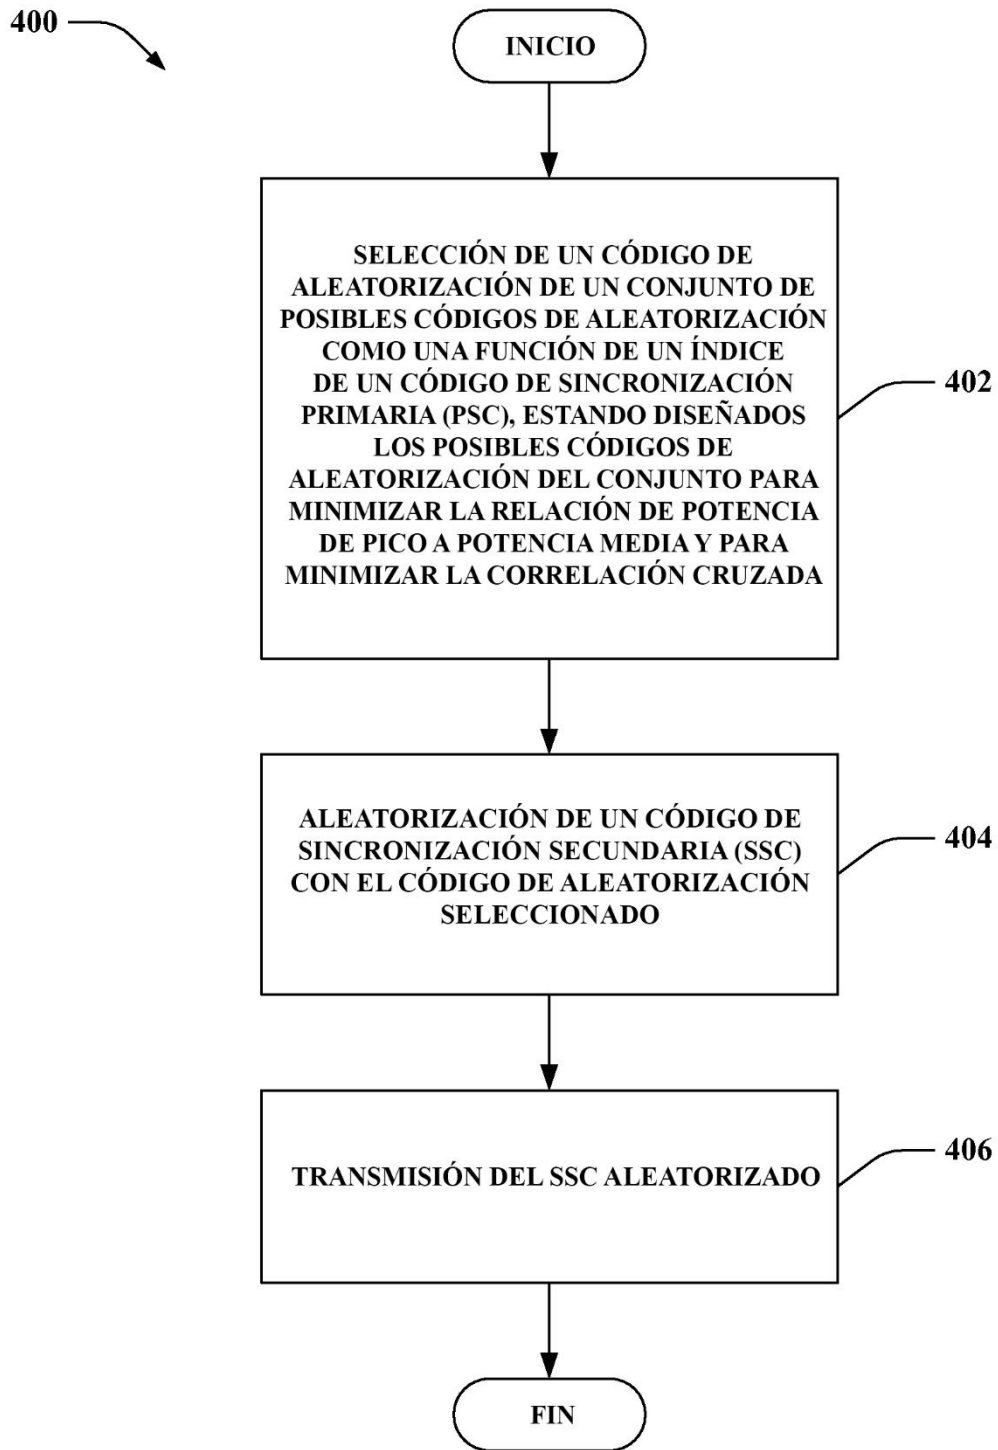 400
INICIO
SELECCIÓN DE UN CÓDIGO DE
ALEATORIZACIÓN DE UN CONJUNTO DE
POSIBLES CÓDIGOS DE ALEATORIZACIÓN
COMO UNA FUNCIÓN DE UN ÍNDICE
DE UN CÓDIGO DE SINCRONIZACIÓN
PRIMARIA (PSC), ESTANDO DISEÑADOS
LOS POSIBLES CÓDIGOS DE
ALEATORIZACIÓN DEL CONJUNTO PARA
MINIMIZAR LA RELACIÓN DE POTENCIA
DE PICO A POTENCIA MEDIA Y PARA
MINIMIZAR LA CORRELACIÓN CRUZADA
402
ALEATORIZACIÓN DE UN CÓDIGO DE
SINCRONIZACIÓN SECUNDARIA (SSC)
CON EL CÓDIGO DE ALEATORIZACIÓN
SELECCIONADO
404
TRANSMISIÓN DEL SSC ALEATORIZADO
406
FIN